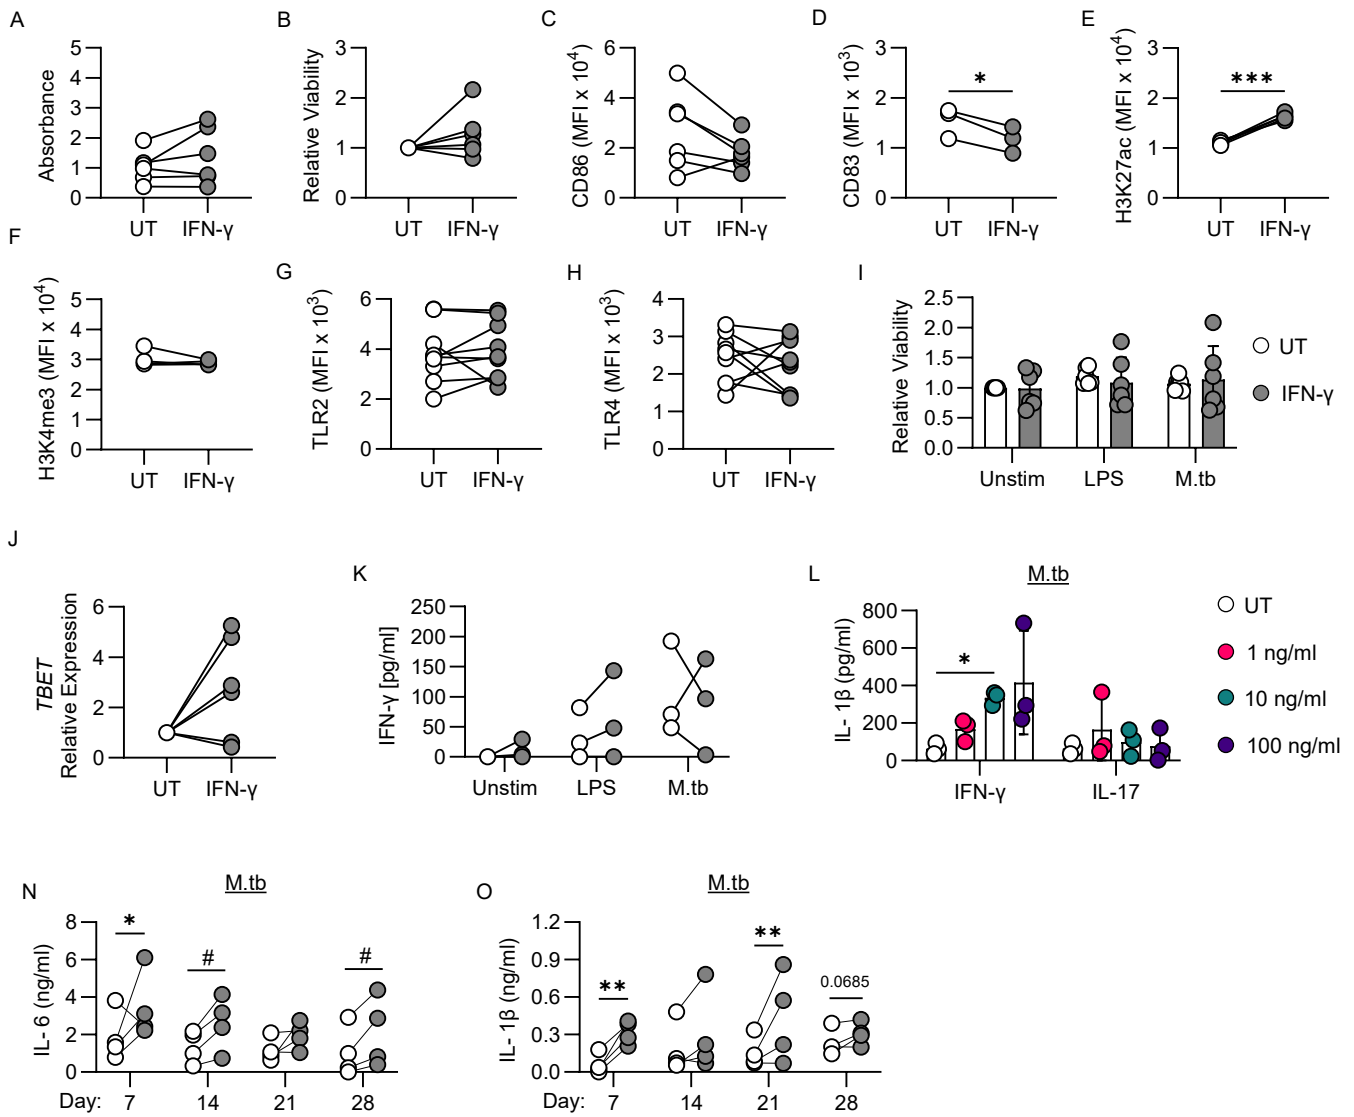 A
Absorbance
5
4
3
2
1
0
UT IFN-γ
B
Relative Viability
3
2
1
0
UT IFN-γ
C
CD86 (MFI x 10⁴)
6
4
2
0
UT IFN-γ
D
CD83 (MFI x 10³)
3
2
1
0
*
UT IFN-γ
E
H3K27ac (MFI x 10⁴)
3
2
1
0
***
UT IFN-γ
F
H3K4me3 (MFI x 10⁴)
5
4
3
2
1
0
UT IFN-γ
G
TLR2 (MFI x 10³)
6
4
2
0
UT IFN-γ
H
TLR4 (MFI x 10³)
4
3
2
1
0
UT IFN-γ
I
Relative Viability
2.5
2.0
1.5
1.0
0.5
0.0
Unstim LPS M.tb
UT
IFN-γ
J
TBET
Relative Expression
6
4
2
0
UT IFN-γ
K
IFN-γ [pg/ml]
250
200
150
100
50
0
Unstim LPS M.tb
L
M.tb
IL- 1β (pg/ml)
800
600
400
200
0
*
IFN-γ IL-17
UT
1 ng/ml
10 ng/ml
100 ng/ml
N
M.tb
IL- 6 (ng/ml)
8
6
4
2
0
* # #
Day: 7 14 21 28
O
M.tb
IL- 1β (ng/ml)
1.2
0.9
0.6
0.3
0.0
** ** 0.0685
Day: 7 14 21 28